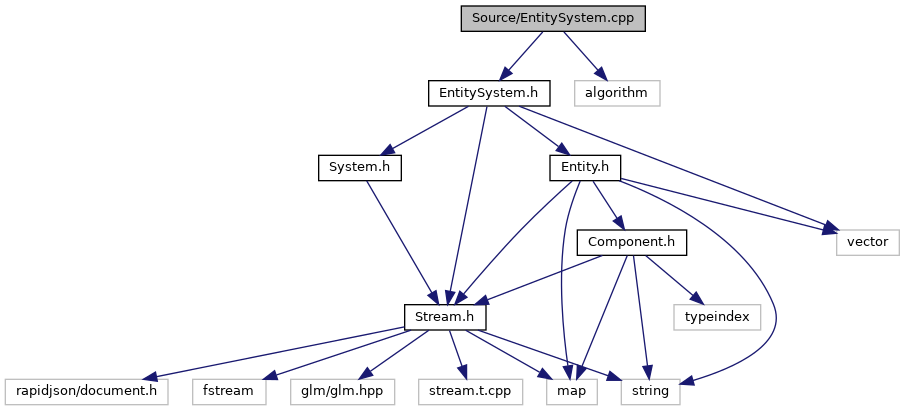 Source/EntitySystem.cpp
EntitySystem.h
algorithm
System.h
Entity.h
Component.h
vector
Stream.h
typeindex
rapidjson/document.h
fstream
glm/glm.hpp
stream.t.cpp
map
string